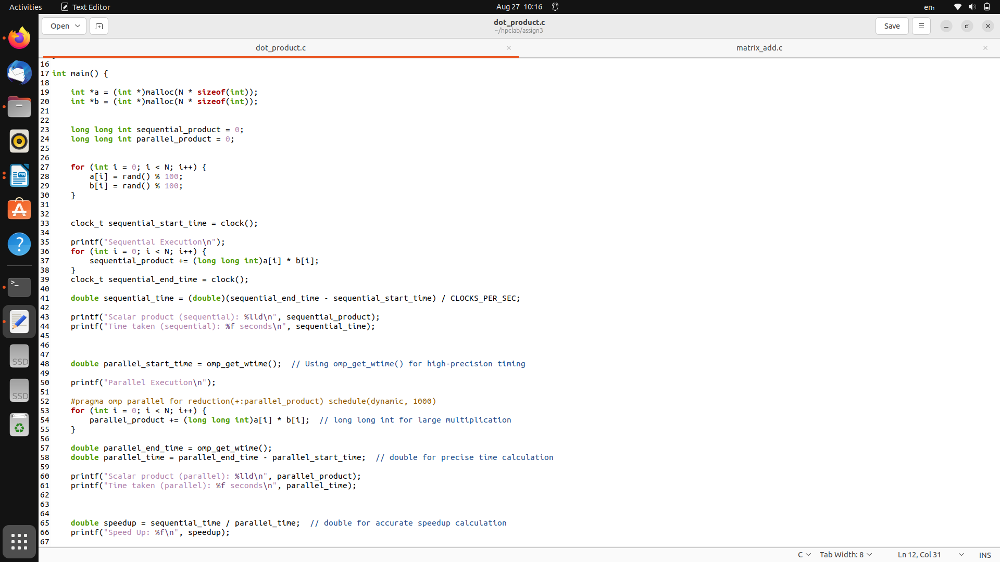 Activities
Text Editor
Aug 27 10:16
en₁
Open
dot_product.c
~/hpclab/assign3
Save
dot_product.c
matrix_add.c
16
17 int main() {
18
19     int *a = (int *)malloc(N * sizeof(int));
20     int *b = (int *)malloc(N * sizeof(int));
21
22
23     long long int sequential_product = 0;
24     long long int parallel_product = 0;
25
26
27     for (int i = 0; i < N; i++) {
28         a[i] = rand() % 100;
29         b[i] = rand() % 100;
30     }
31
32
33     clock_t sequential_start_time = clock();
34
35     printf("Sequential Execution\n");
36     for (int i = 0; i < N; i++) {
37         sequential_product += (long long int)a[i] * b[i];
38     }
39     clock_t sequential_end_time = clock();
40
41     double sequential_time = (double)(sequential_end_time - sequential_start_time) / CLOCKS_PER_SEC;
42
43     printf("Scalar product (sequential): %lld\n", sequential_product);
44     printf("Time taken (sequential): %f seconds\n", sequential_time);
45
46
47
48     double parallel_start_time = omp_get_wtime();  // Using omp_get_wtime() for high-precision timing
49
50     printf("Parallel Execution\n");
51
52     #pragma omp parallel for reduction(+:parallel_product) schedule(dynamic, 1000)
53     for (int i = 0; i < N; i++) {
54         parallel_product += (long long int)a[i] * b[i];  // long long int for large multiplication
55     }
56
57     double parallel_end_time = omp_get_wtime();
58     double parallel_time = parallel_end_time - parallel_start_time;  // double for precise time calculation
59
60     printf("Scalar product (parallel): %lld\n", parallel_product);
61     printf("Time taken (parallel): %f seconds\n", parallel_time);
62
63
64
65     double speedup = sequential_time / parallel_time;  // double for accurate speedup calculation
66     printf("Speed Up: %f\n", speedup);
67
SSD
SSD
C
Tab Width: 8
Ln 12, Col 31
INS